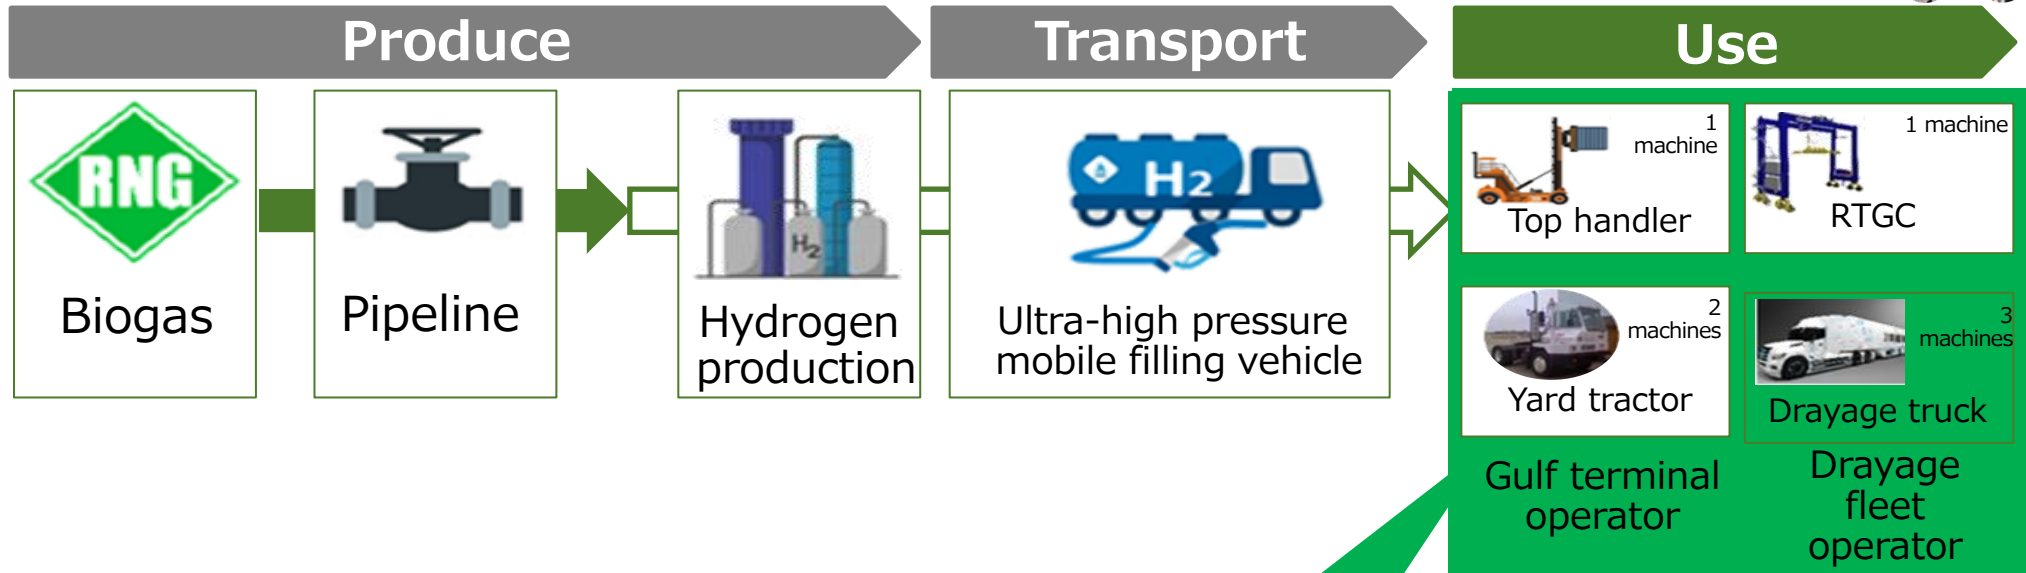 Produce
Transport
Use
RNG
Biogas
Pipeline
H2
Hydrogen
production
H2
Ultra-high pressure
mobile filling vehicle
1
machine
Top handler
1 machine
RTGC
2
machines
Yard tractor
3
machines
Drayage truck
Gulf terminal
operator
Drayage
fleet
operator